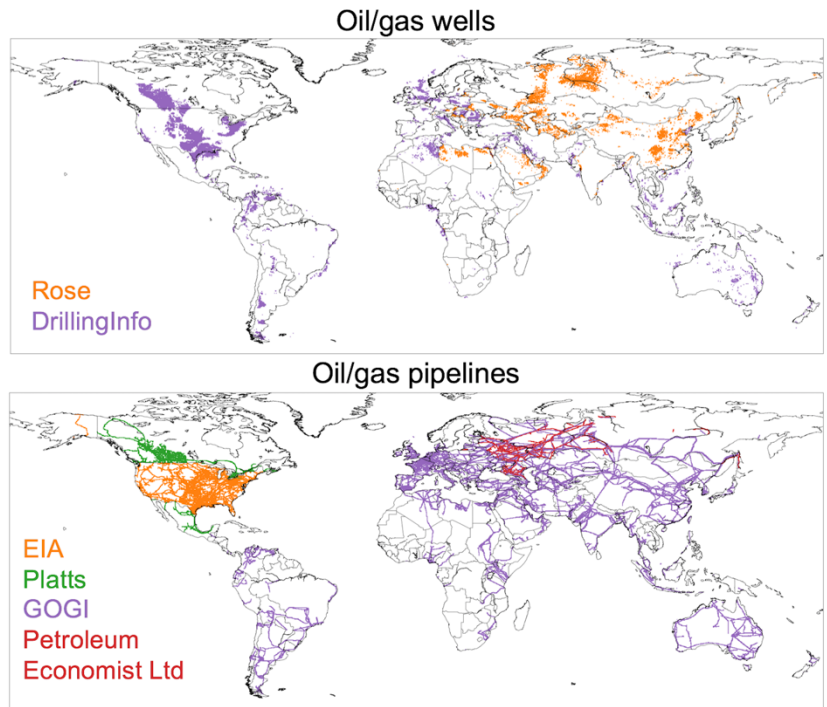 Oil/gas wells
Rose
DrillingInfo
Oil/gas pipelines
EIA
Platts
GOGI
Petroleum
Economist Ltd